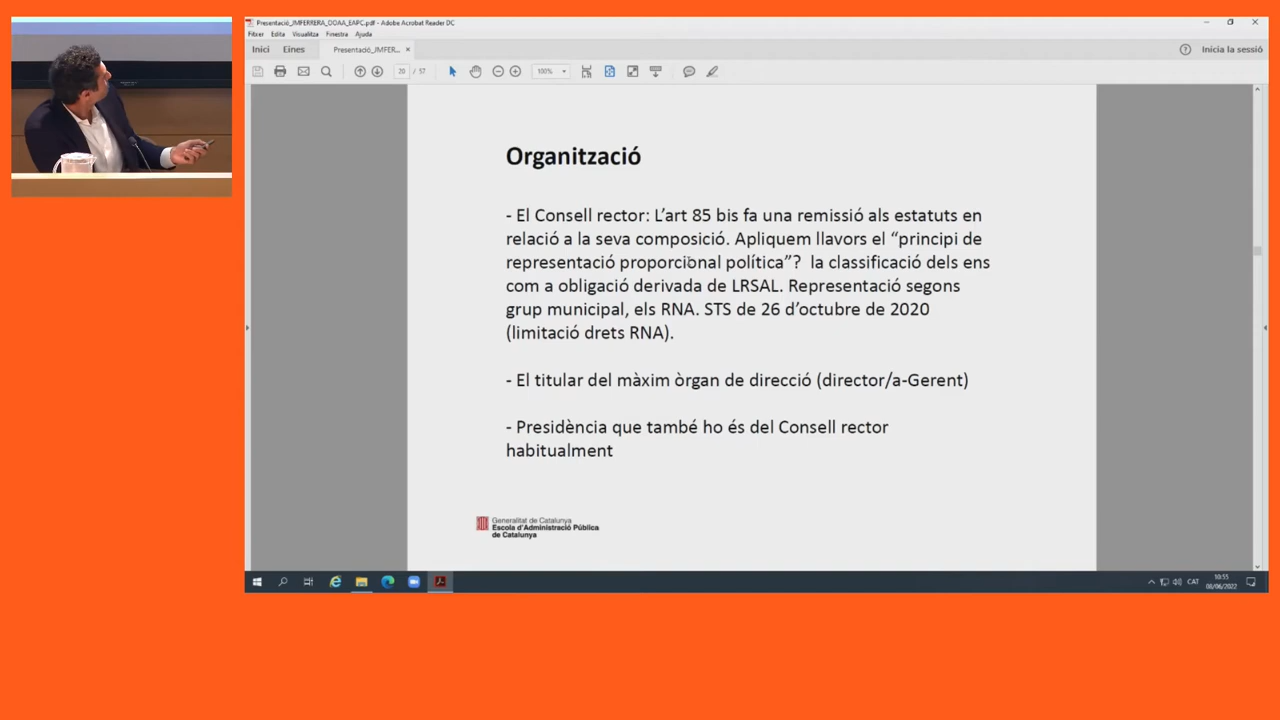 Presentació_JMFERRERA_OOAA_EAPC.pdf - Adobe Acrobat Reader DC
Fitxer Edita Visualitza Finestra Ajuda
Inici Eines Presentació_JMFER... × Inicia la sessió
20 / 57 100%
Organització
- El Consell rector: L’art 85 bis fa una remissió als estatuts en
relació a la seva composició. Apliquem llavors el “principi de
representació proporcional política”? la classificació dels ens
com a obligació derivada de LRSAL. Representació segons
grup municipal, els RNA. STS de 26 d’octubre de 2020
(limitació drets RNA).
- El titular del màxim òrgan de direcció (director/a-Gerent)
- Presidència que també ho és del Consell rector
habitualment
Generalitat de Catalunya
Escola d'Administració Pública
de Catalunya
CAT
10:55
08/06/2022